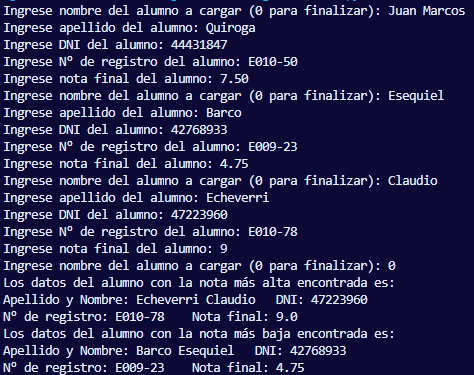 Ingrese nombre del alumno a cargar (0 para finalizar): Juan Marcos
Ingrese apellido del alumno: Quiroga
Ingrese DNI del alumno: 44431847
Ingrese Nº de registro del alumno: E010-50
Ingrese nota final del alumno: 7.50
Ingrese nombre del alumno a cargar (0 para finalizar): Esequiel
Ingrese apellido del alumno: Barco
Ingrese DNI del alumno: 42768933
Ingrese Nº de registro del alumno: E009-23
Ingrese nota final del alumno: 4.75
Ingrese nombre del alumno a cargar (0 para finalizar): Claudio
Ingrese apellido del alumno: Echeverri
Ingrese DNI del alumno: 47223960
Ingrese Nº de registro del alumno: E010-78
Ingrese nota final del alumno: 9
Ingrese nombre del alumno a cargar (0 para finalizar): 0
Los datos del alumno con la nota más alta encontrada es:
Apellido y Nombre: Echeverri Claudio   DNI: 47223960
Nº de registro: E010-78    Nota final: 9.0
Los datos del alumno con la nota más baja encontrada es:
Apellido y Nombre: Barco Esequiel   DNI: 42768933
Nº de registro: E009-23    Nota final: 4.75